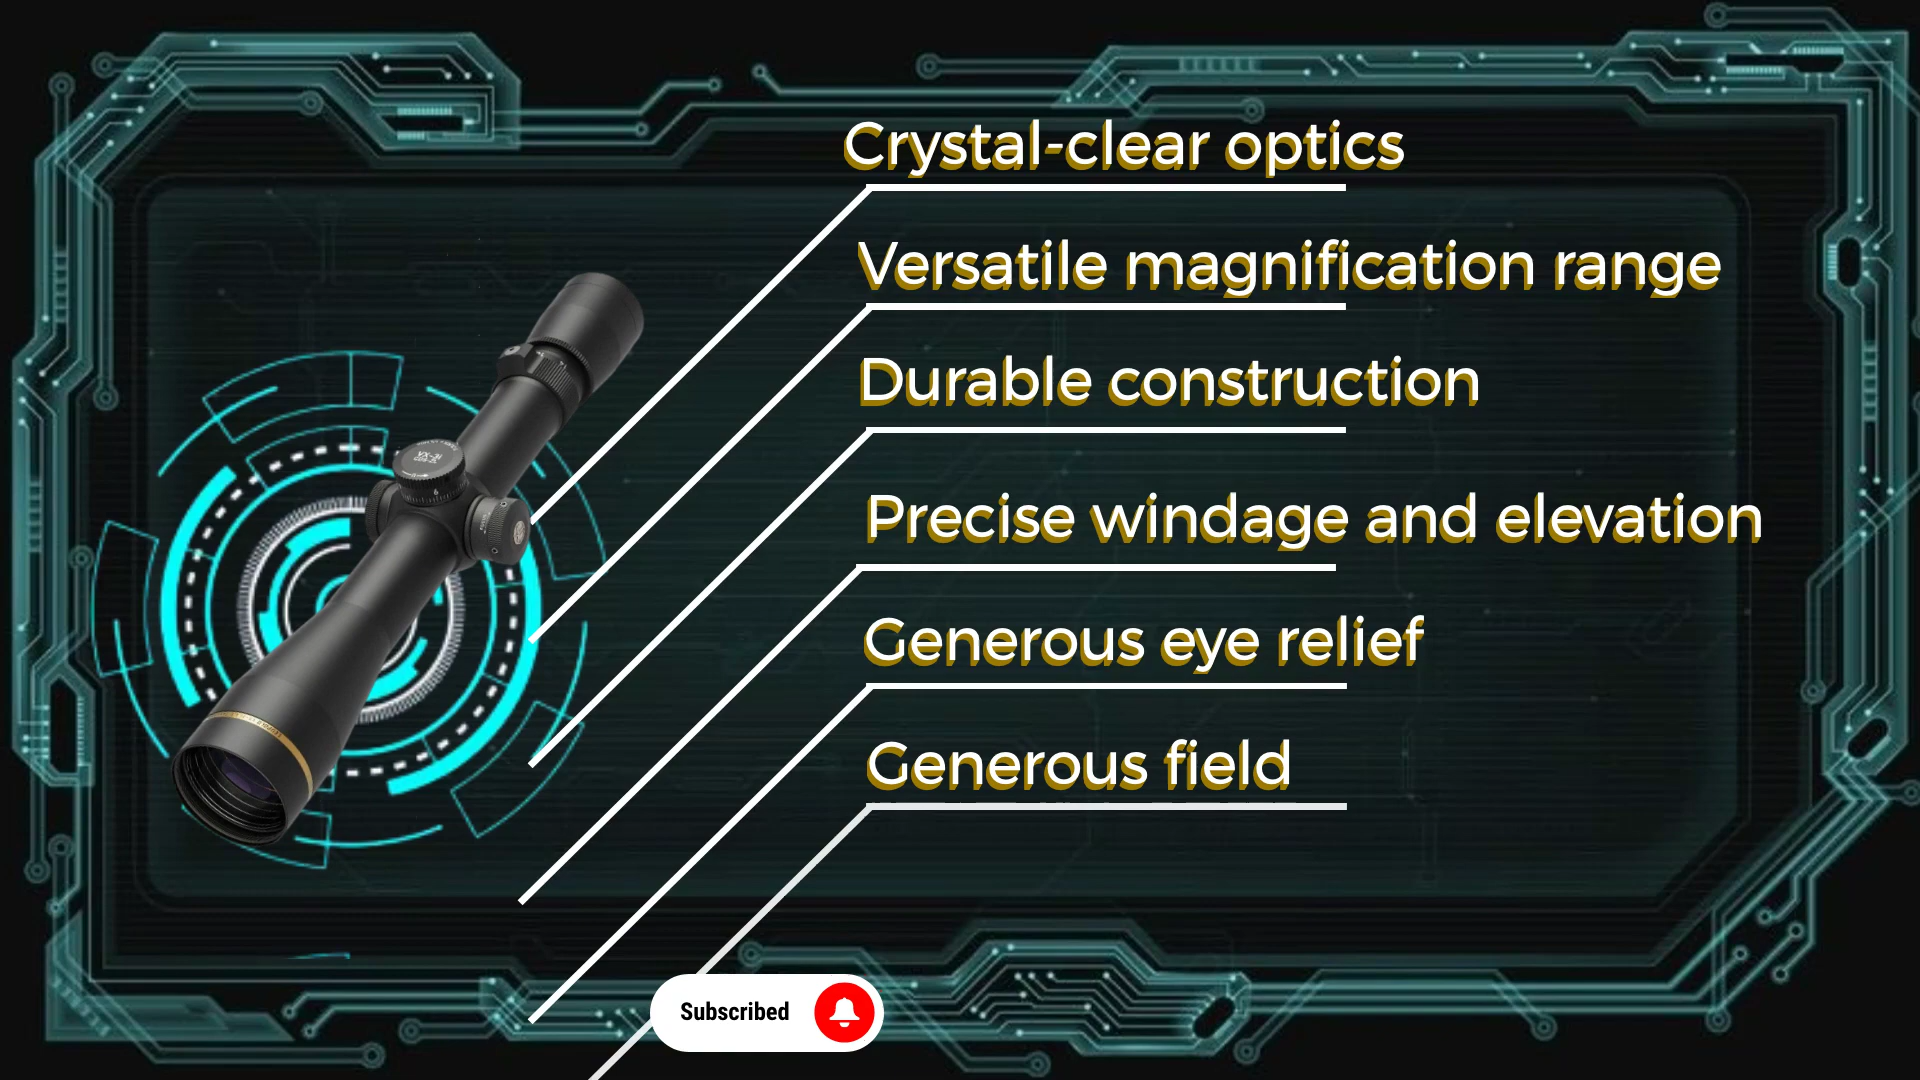 Crystal-clear optics
Versatile magnification range
Durable construction
Precise windage and elevation
Generous eye relief
Generous field
Subscribed